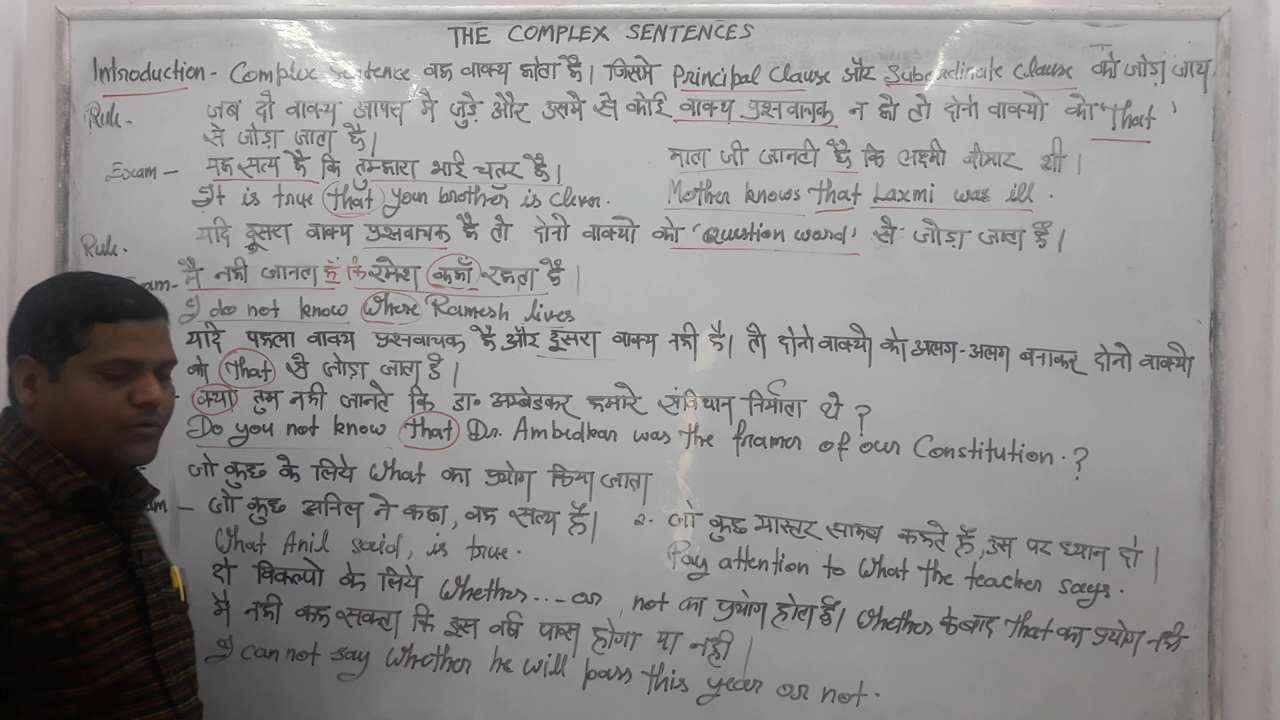 THE COMPLEX SENTENCES
Introduction - Complex Sentence वह वाक्य होता है। जिसमे Principal Clause और Subordinate Clause को जोड़ा जाय
Rule - जब दो वाक्य आपस मे जुड़े और उसमे से कोई वाक्य प्रश्नवाचक न हो तो दोनो वाक्यो को 'That'
से जोड़ा जाता है।
Exam - यह सत्य है कि तुम्हारा भाई चतुर है। माता जी जानती है कि लक्ष्मी बीमार थी।
It is true that your brother is clever. Mother knows that Laxmi was ill.
Rule. यदि दूसरा वाक्य प्रश्नवाचक है तो दोनो वाक्यो को 'Question word' से जोड़ा जाता है।
am - मै नही जानता हूँ कि रमेश कहाँ रहता है।
I do not know where Ramesh lives
यदि पहला वाक्य प्रश्नवाचक है और दूसरा वाक्य नही है। तो दोनो वाक्यो को अलग-अलग बनाकर दोनो वाक्यो
को that से जोड़ा जाता है।
क्या तुम नही जानते कि डा० अम्बेडकर हमारे संविधान निर्माता थे ?
Do you not know that Dr. Ambedkar was the framer of our Constitution. ?
जो कुछ के लिये what का प्रयोग किया जाता
am - जो कुछ अनिल ने कहा, वह सत्य है। २. जो कुछ मास्टर साहब कहते हैं, उस पर ध्यान दो।
What Anil said, is true. Pay attention to what the teacher says.
दो विकल्पो के लिये whether ... or not का प्रयोग होता है। whether के बाद that का प्रयोग नही
मै नही कह सकता कि इस वर्ष पास होगा या नही।
I can not say whether he will pass this year or not.